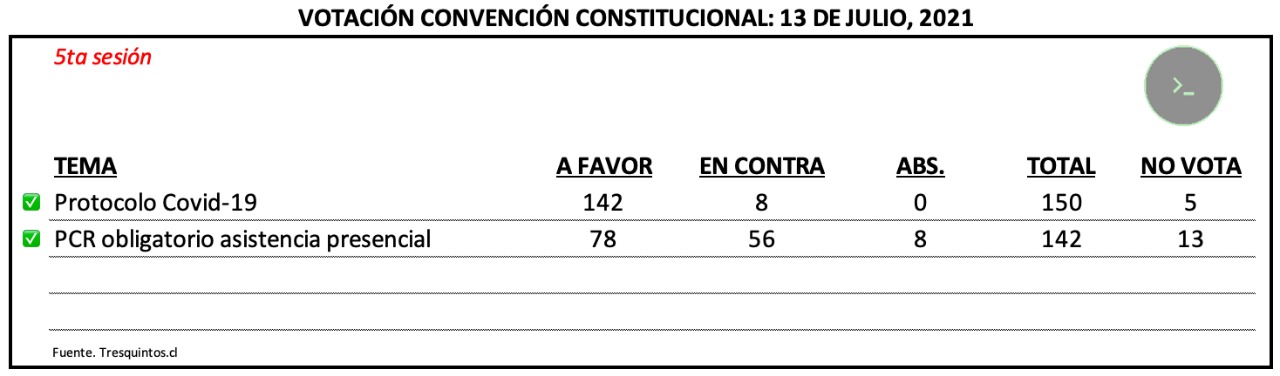 VOTACIÓN CONVENCIÓN CONSTITUCIONAL: 13 DE JULIO, 2021
5ta sesión
>_
TEMA A FAVOR EN CONTRA ABS. TOTAL NO VOTA
Protocolo Covid-19 142 8 0 150 5
PCR obligatorio asistencia presencial 78 56 8 142 13
Fuente. Tresquintos.cl